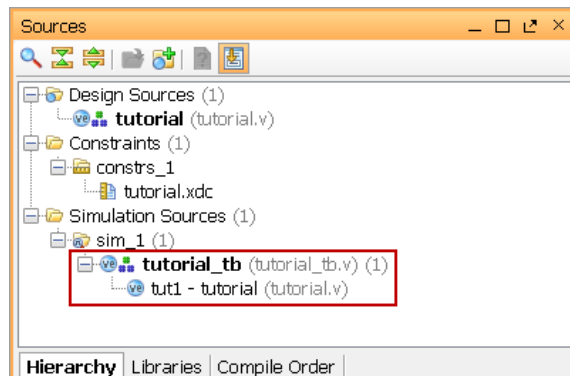 Sources
Design Sources (1)
tutorial (tutorial.v)
Constraints (1)
constrs_1
tutorial.xdc
Simulation Sources (1)
sim_1 (1)
tutorial_tb (tutorial_tb.v) (1)
tut1 - tutorial (tutorial.v)
Hierarchy Libraries Compile Order